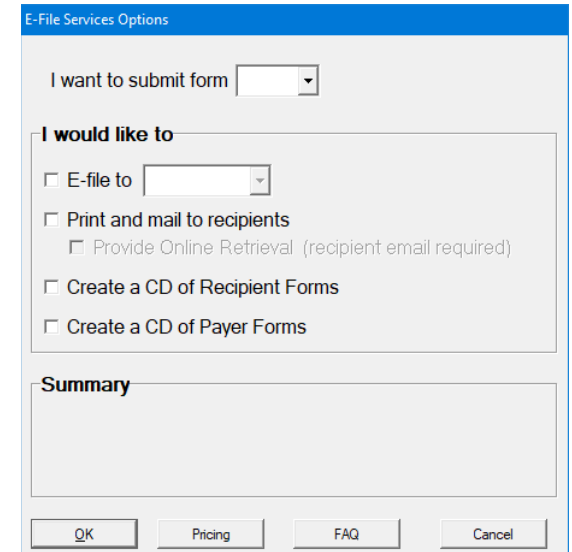 E-File Services Options
I want to submit form
I would like to
E-file to
Print and mail to recipients
Provide Online Retrieval (recipient email required)
Create a CD of Recipient Forms
Create a CD of Payer Forms
Summary
OK Pricing FAQ Cancel